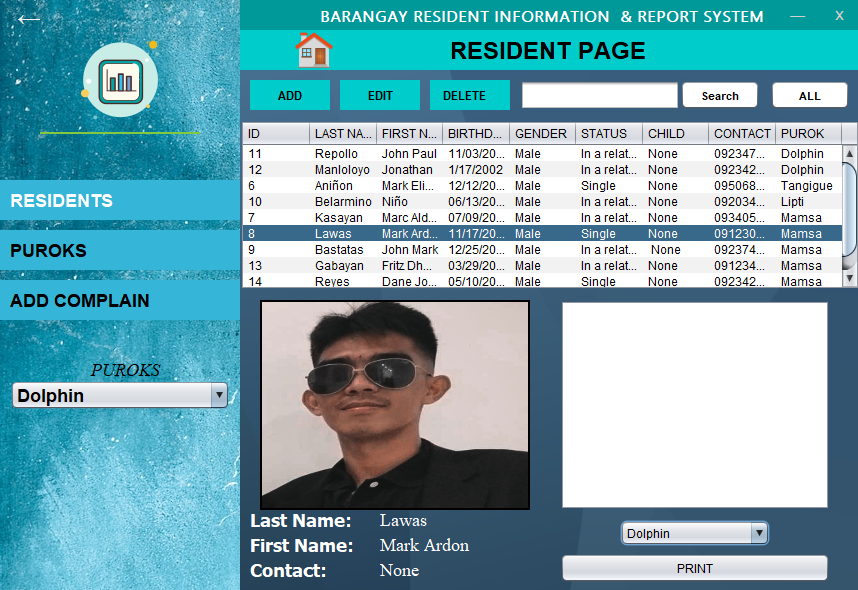 ←
BARANGAY RESIDENT INFORMATION & REPORT SYSTEM — X
RESIDENT PAGE
ADD EDIT DELETE Search ALL
ID LAST NA... FIRST N... BIRTHD... GENDER STATUS CHILD CONTACT PUROK
11 Repollo John Paul 11/03/20... Male In a relat... None 092347... Dolphin
12 Manloloyo Jonathan 1/17/2002 Male In a relat... None 092342... Dolphin
6 Aniñon Mark Eli... 12/12/20... Male Single None 095068... Tangigue
10 Belarmino Niño 06/13/20... Male In a relat... None 092034... Lipti
7 Kasayan Marc Ald... 07/09/20... Male In a relat... None 093405... Mamsa
8 Lawas Mark Ard... 11/17/20... Male Single None 091230... Mamsa
9 Bastatas John Mark 12/25/20... Male In a relat... None 092374... Mamsa
13 Gabayan Fritz Dh... 03/29/20... Male In a relat... None 091234... Mamsa
14 Reyes Dane Jo... 05/10/20... Male Single None 092342... Mamsa
RESIDENTS
PUROKS
ADD COMPLAIN
PUROKS
Dolphin
Last Name: Lawas
First Name: Mark Ardon
Contact: None
Dolphin
PRINT